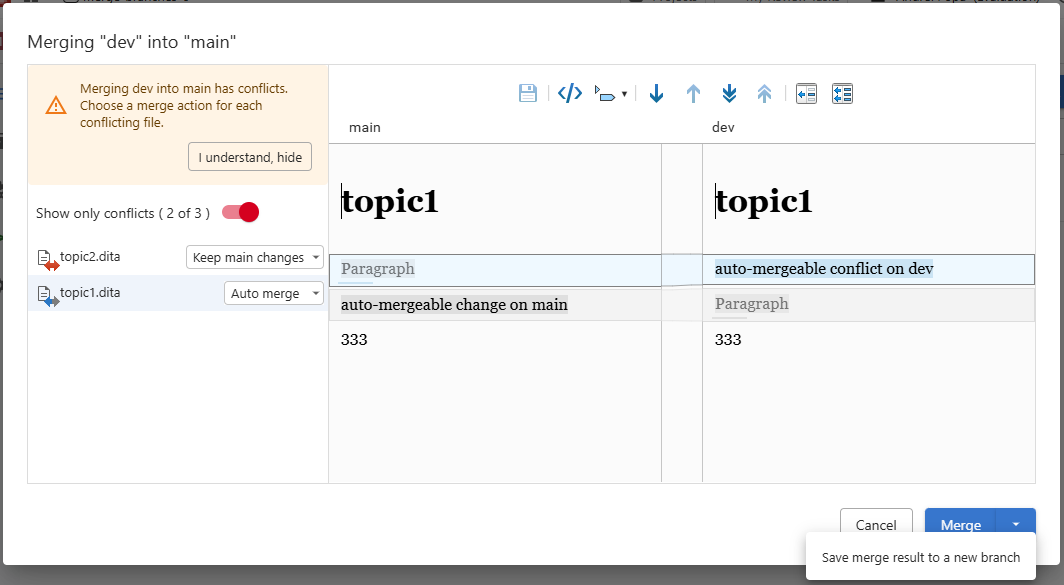 Merging "dev" into "main"
Merging dev into main has conflicts.
Choose a merge action for each
conflicting file.
I understand, hide
Show only conflicts ( 2 of 3 )
topic2.dita
Keep main changes
topic1.dita
Auto merge
main
dev
topic1
topic1
Paragraph
auto-mergeable conflict on dev
auto-mergeable change on main
Paragraph
333
333
Cancel
Merge
Save merge result to a new branch